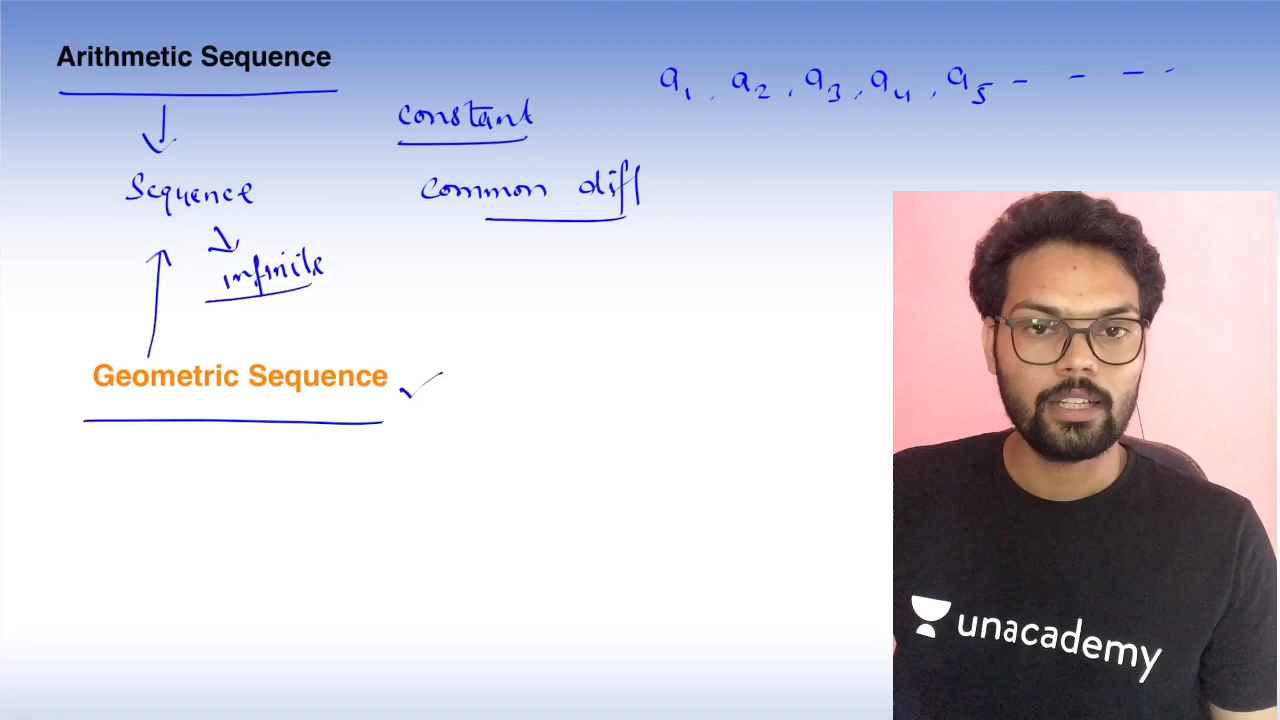 Arithmetic Sequence
a1, a2, a3, a4, a5 - - - -
constant
Sequence
common diff
infinite
Geometric Sequence
unacademy